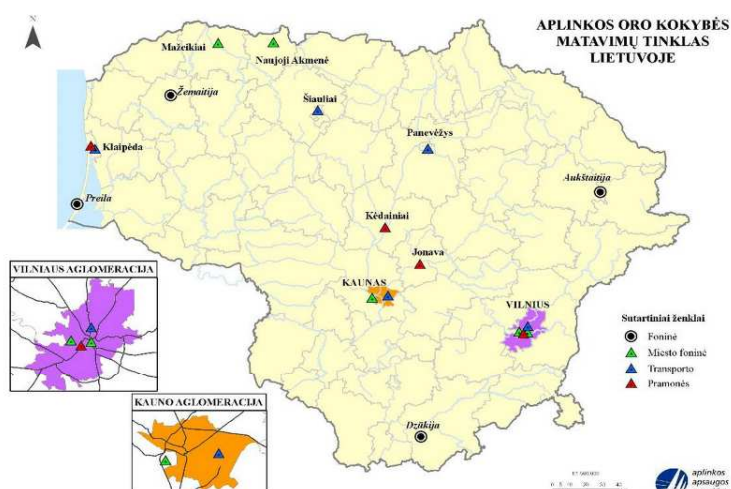 N
APLINKOS ORO KOKYBĖS
MATAVIMŲ TINKLAS
LIETUVOJE
Mažeikiai
Naujoji Akmenė
Žemaitija
Šiauliai
Klaipėda
Panevėžys
Aukštaitija
Preila
Kėdainiai
Jonava
KAUNAS
VILNIUS
VILNIAUS AGLOMERACIJA
Sutartiniai ženklai
Foninė
Miesto foninė
Transporto
Pramonės
KAUNO AGLOMERACIJA
Dzūkija
aplinkos
apsaugos